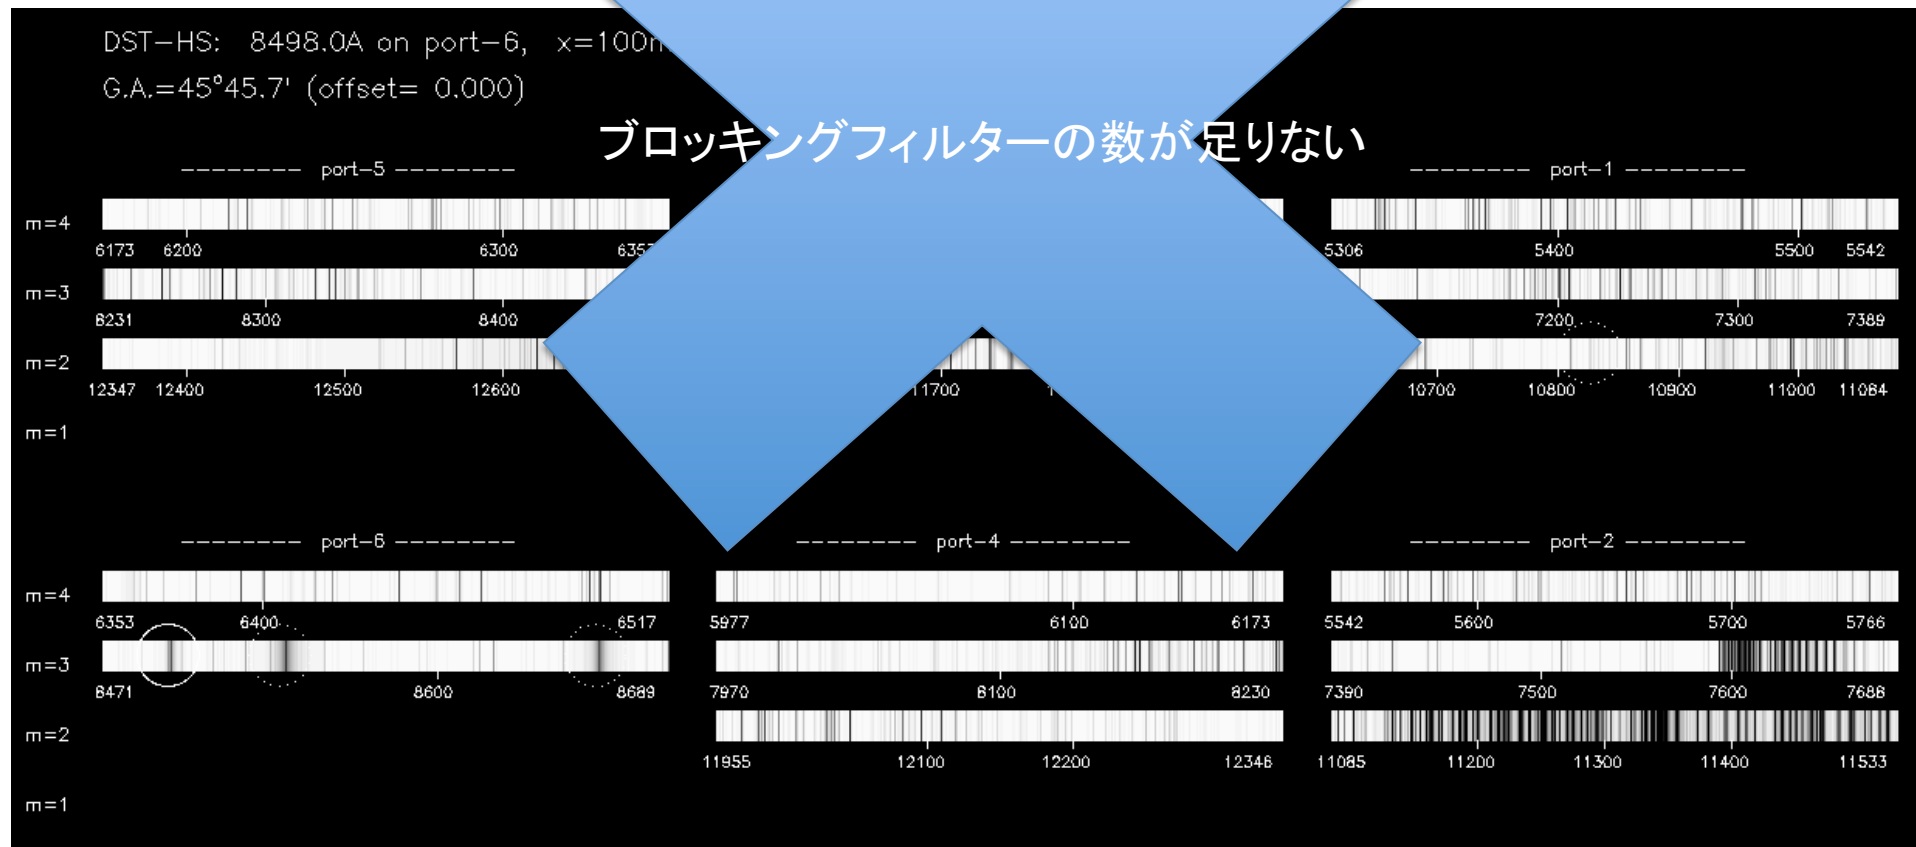 DST-HS: 8498.0A on port-6, x=100
G.A.=45°45.7' (offset= 0.000)
ブロッキングフィルターの数が足りない
-------- port-5 --------
-------- port-1 --------
m=4
6173 6200 6300
5306 5400 5500 5542
m=3
8231 8300 8400
7200 7300 7389
m=2
12347 12400 12500 12600
11700
10700 10800 10900 11000 11084
m=1
-------- port-6 --------
-------- port-4 --------
-------- port-2 --------
m=4
6353 6400 6517
5977 6100 6173
5542 5600 5700 5766
m=3
8471 8600 8689
7970 8100 8230
7390 7500 7600 7688
m=2
11955 12100 12200 12346
11085 11200 11300 11400 11533
m=1